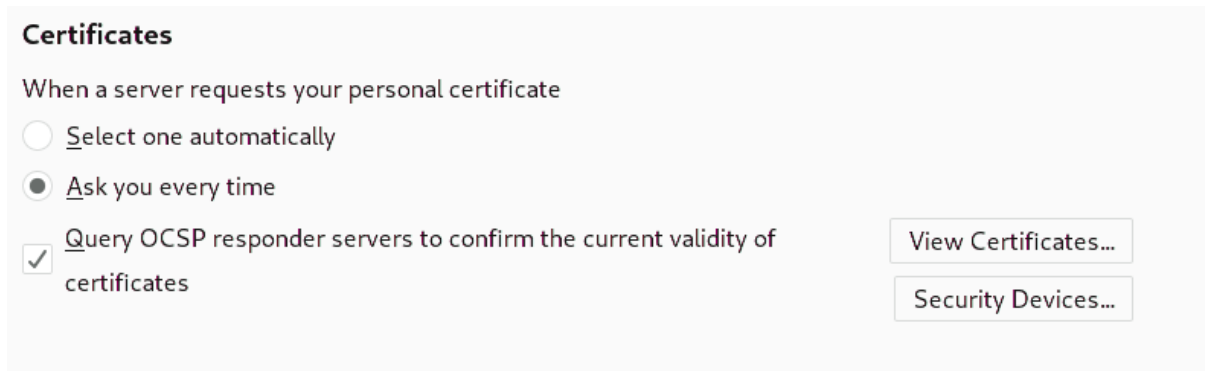 Certificates
When a server requests your personal certificate
Select one automatically
Ask you every time
Query OCSP responder servers to confirm the current validity of
certificates
View Certificates...
Security Devices...